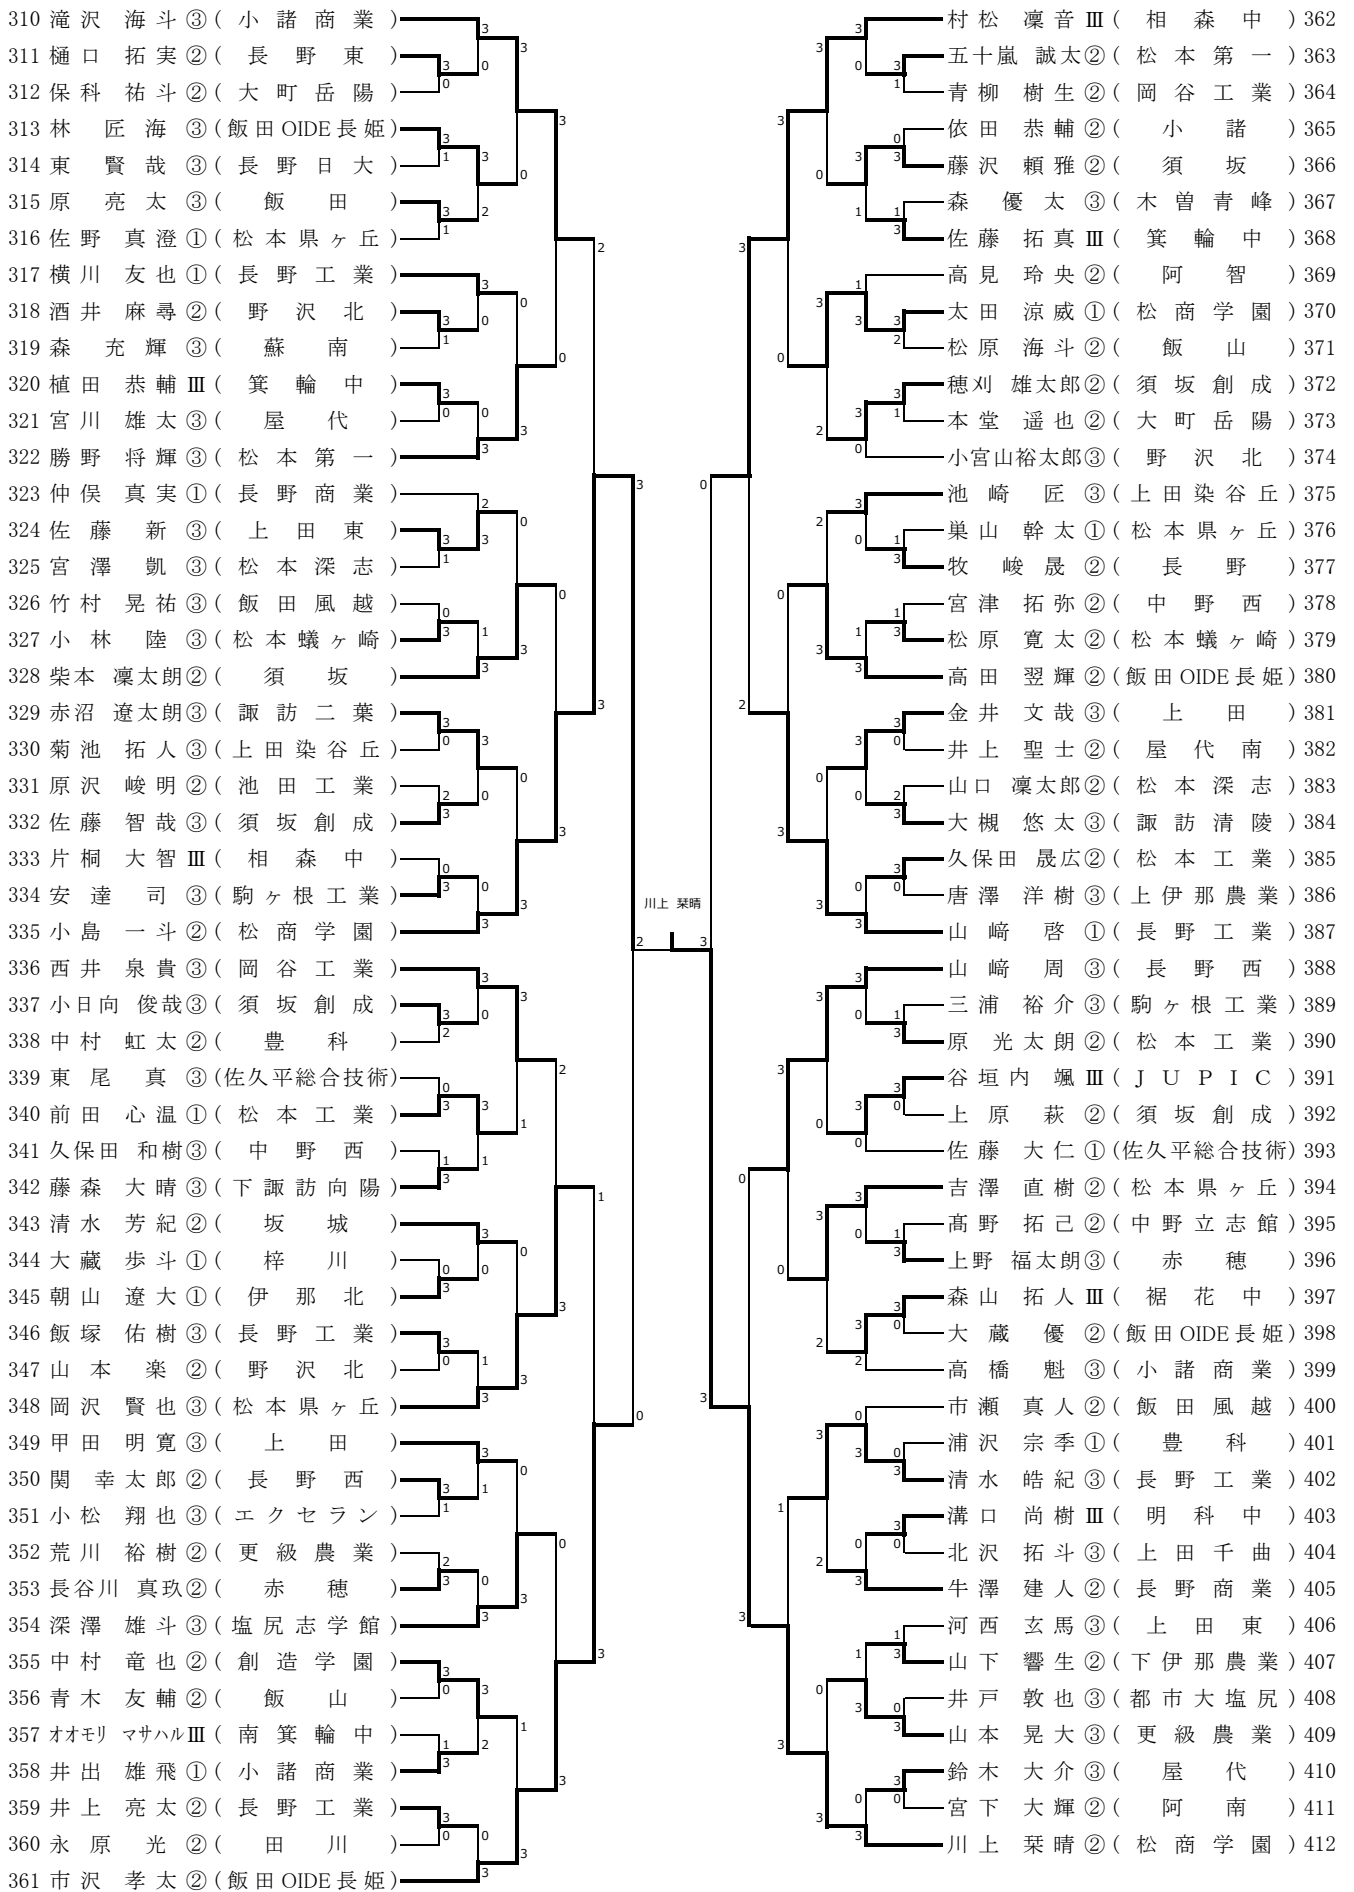 310 滝沢 海斗③(小諸商業)
311 樋口 拓実②(長野東)
312 保科 祐斗②(大町岳陽)
313 林 匠海③(飯田OIDE長姫)
314 東 賢哉③(長野日大)
315 原 亮太③(飯田)
316 佐野 真澄①(松本県ヶ丘)
317 横川 友也①(長野工業)
318 酒井 麻尋②(野沢北)
319 森 充輝③(蘇南)
320 植田 恭輔Ⅲ(箕輪中)
321 宮川 雄太③(屋代)
322 勝野 将輝③(松本第一)
323 仲俣 真実①(長野商業)
324 佐藤 新③(上田東)
325 宮澤 凱③(松本深志)
326 竹村 晃祐③(飯田風越)
327 小林 陸③(松本蟻ヶ崎)
328 柴本 凜太朗②(須坂)
329 赤沼 遼太朗③(諏訪二葉)
330 菊池 拓人③(上田染谷丘)
331 原沢 峻明②(池田工業)
332 佐藤 智哉③(須坂創成)
333 片桐 大智Ⅲ(相森中)
334 安達 司③(駒ヶ根工業)
335 小島 一斗②(松商学園)
336 西井 泉貴③(岡谷工業)
337 小日向 俊哉③(須坂創成)
338 中村 虹太②(豊科)
339 東尾 真③(佐久平総合技術)
340 前田 心温①(松本工業)
341 久保田 和樹③(中野西)
342 藤森 大晴③(下諏訪向陽)
343 清水 芳紀②(坂城)
344 大藏 歩斗①(梓川)
345 朝山 遼大①(伊那北)
346 飯塚 佑樹③(長野工業)
347 山本 楽②(野沢北)
348 岡沢 賢也③(松本県ヶ丘)
349 甲田 明寛③(上田)
350 関 幸太郎②(長野西)
351 小松 翔也③(エクセラン)
352 荒川 裕樹②(更級農業)
353 長谷川 真玖②(赤穂)
354 深澤 雄斗③(塩尻志学館)
355 中村 竜也②(創造学園)
356 青木 友輔②(飯山)
357 オオモリ マサハルⅢ(南箕輪中)
358 井出 雄飛①(小諸商業)
359 井上 亮太②(長野工業)
360 永原 光②(田川)
361 市沢 孝太②(飯田OIDE長姫)
川上 栞晴
村松 凜音Ⅲ(相森中)362
五十嵐 誠太②(松本第一)363
青柳 樹生②(岡谷工業)364
依田 恭輔②(小諸)365
藤沢 頼雅②(須坂)366
森 優太③(木曽青峰)367
佐藤 拓真Ⅲ(箕輪中)368
高見 玲央②(阿智)369
太田 涼威①(松商学園)370
松原 海斗②(飯山)371
穂刈 雄太郎②(須坂創成)372
本堂 遥也②(大町岳陽)373
小宮山裕太郎③(野沢北)374
池崎 匠③(上田染谷丘)375
巣山 幹太①(松本県ヶ丘)376
牧 峻晟②(長野)377
宮津 拓弥②(中野西)378
松原 寛太②(松本蟻ヶ崎)379
高田 翌輝②(飯田OIDE長姫)380
金井 文哉③(上田)381
井上 聖士②(屋代南)382
山口 凜太郎②(松本深志)383
大槻 悠太③(諏訪清陵)384
久保田 晟広②(松本工業)385
唐澤 洋樹③(上伊那農業)386
山﨑 啓①(長野工業)387
山﨑 周③(長野西)388
三浦 裕介③(駒ヶ根工業)389
原 光太朗②(松本工業)390
谷垣内 颯Ⅲ(JUPIC)391
上原 萩②(須坂創成)392
佐藤 大仁①(佐久平総合技術)393
吉澤 直樹②(松本県ヶ丘)394
髙野 拓己②(中野立志館)395
上野 福太朗③(赤穂)396
森山 拓人Ⅲ(裾花中)397
大蔵 優②(飯田OIDE長姫)398
高橋 魁③(小諸商業)399
市瀬 真人②(飯田風越)400
浦沢 宗季①(豊科)401
清水 皓紀③(長野工業)402
溝口 尚樹Ⅲ(明科中)403
北沢 拓斗③(上田千曲)404
牛澤 建人②(長野商業)405
河西 玄馬③(上田東)406
山下 響生②(下伊那農業)407
井戸 敦也③(都市大塩尻)408
山本 晃大③(更級農業)409
鈴木 大介③(屋代)410
宮下 大輝②(阿南)411
川上 栞晴②(松商学園)412